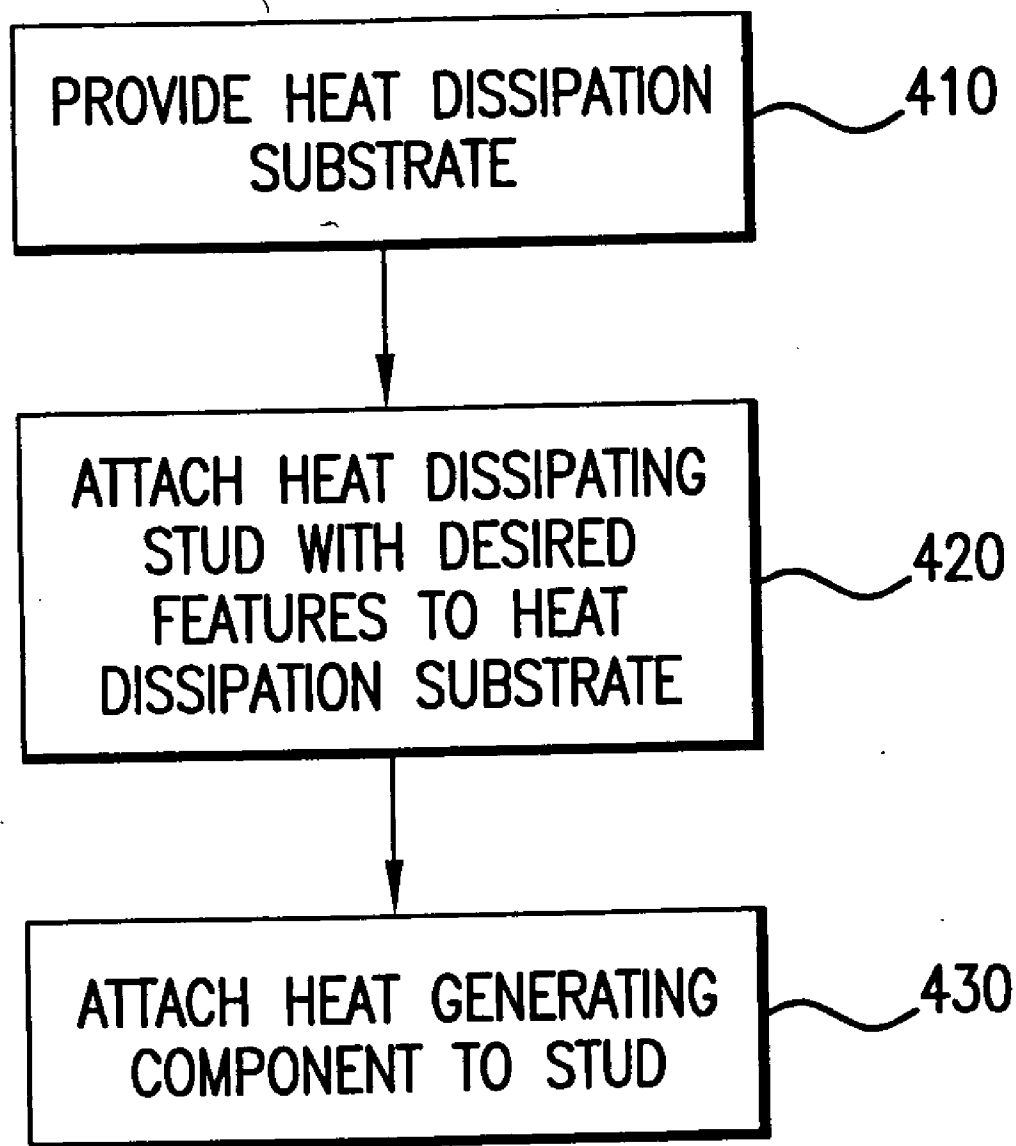 PROVIDE HEAT DISSIPATION
SUBSTRATE
410
ATTACH HEAT DISSIPATING
STUD WITH DESIRED
FEATURES TO HEAT
DISSIPATION SUBSTRATE
420
ATTACH HEAT GENERATING
COMPONENT TO STUD
430